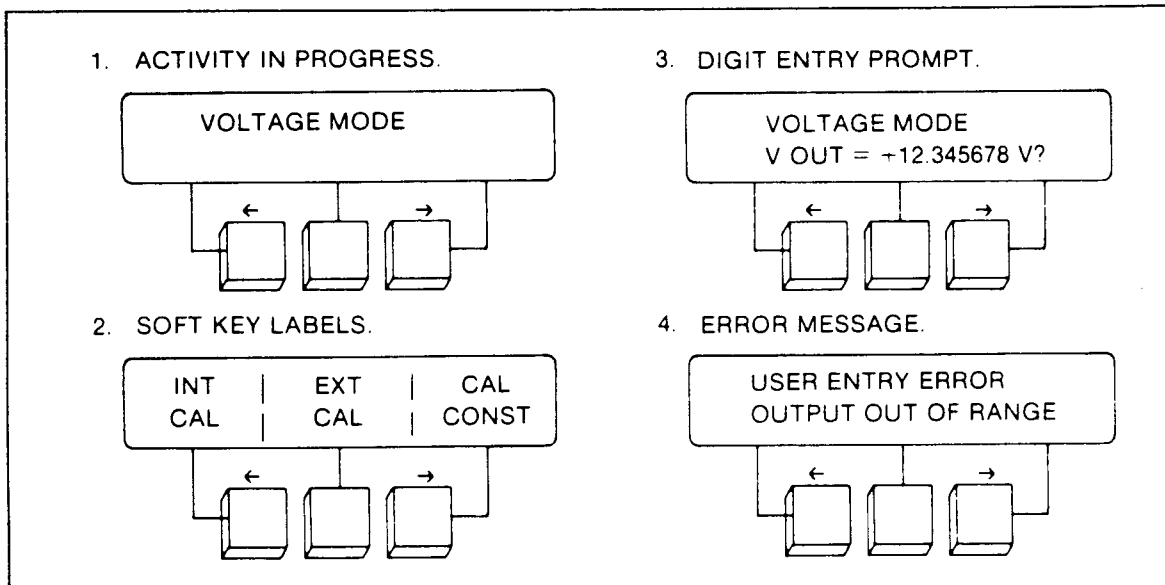 1. ACTIVITY IN PROGRESS.
VOLTAGE MODE
← →
2. SOFT KEY LABELS.
INT | EXT | CAL
CAL | CAL | CONST
← →
3. DIGIT ENTRY PROMPT.
VOLTAGE MODE
V OUT = +12.345678 V?
← →
4. ERROR MESSAGE.
USER ENTRY ERROR
OUTPUT OUT OF RANGE
← →